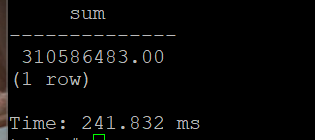 sum
--------------
310586483.00
(1 row)
Time: 241.832 ms